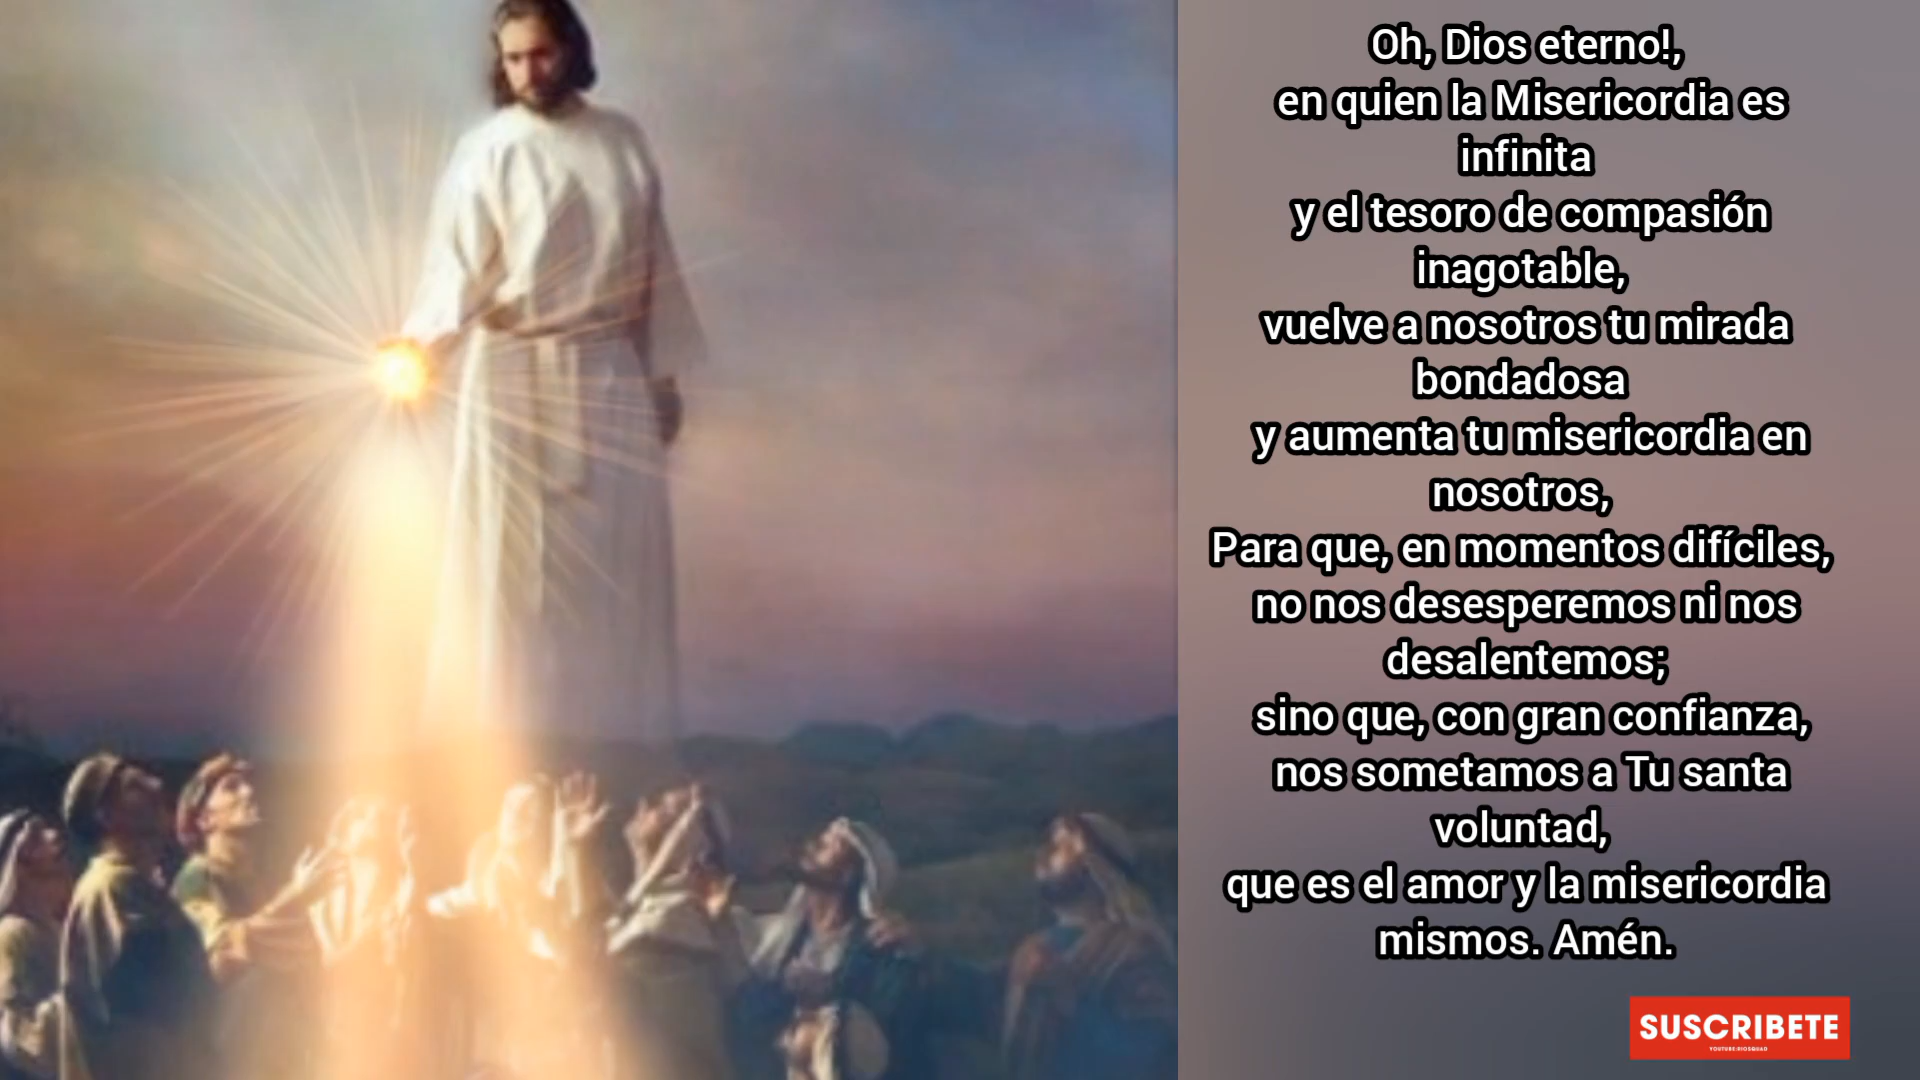 Oh, Dios eterno!,
en quien la Misericordia es
infinita
y el tesoro de compasión
inagotable,
vuelve a nosotros tu mirada
bondadosa
y aumenta tu misericordia en
nosotros,
Para que, en momentos difíciles,
no nos desesperemos ni nos
desalentemos;
sino que, con gran confianza,
nos sometamos a Tu santa
voluntad,
que es el amor y la misericordia
mismos. Amén.
SUSCRIBETE